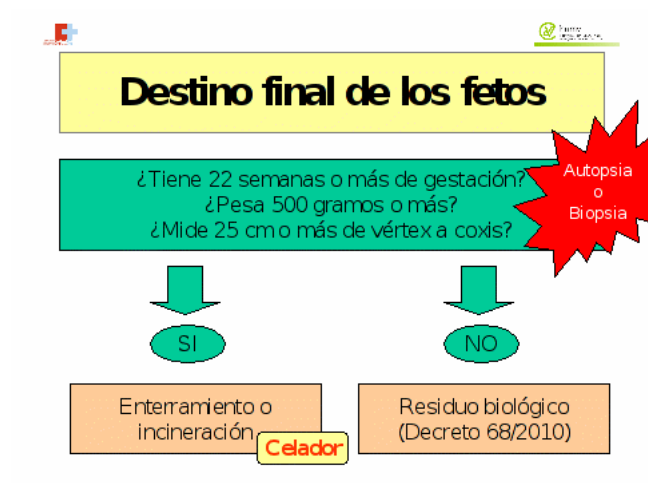 Destino final de los fetos
¿Tiene 22 semanas o más de gestación?
¿Pesa 500 gramos o más?
¿Mide 25 cm o más de vértex a coxis?
Autopsia
o
Biopsia
SI
NO
Enterramiento o
incineración
Celador
Residuo biológico
(Decreto 68/2010)